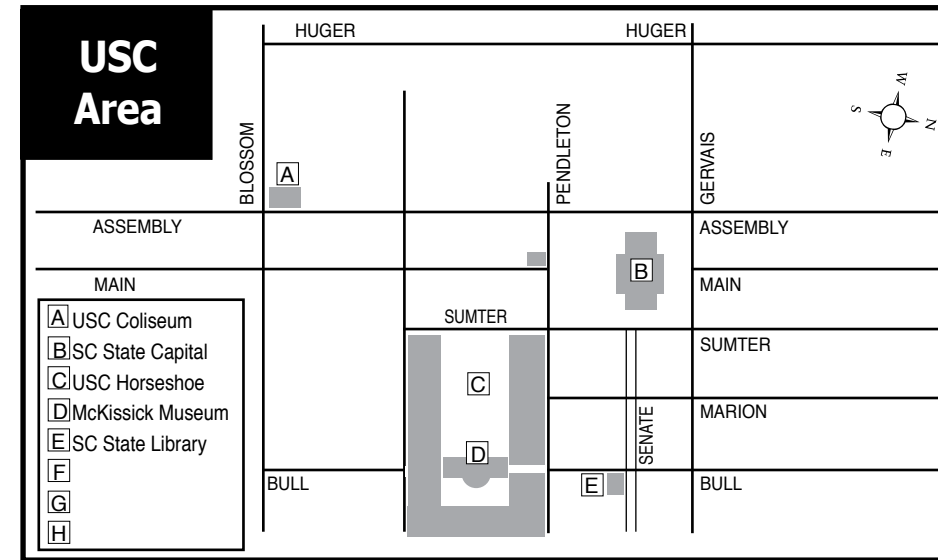 USC
Area
HUGER
HUGER
W
N
S
E
BLOSSOM
PENDLETON
GERVAIS
A
ASSEMBLY
ASSEMBLY
B
MAIN
MAIN
SUMTER
SUMTER
A USC Coliseum
B SC State Capital
C USC Horseshoe
D McKissick Museum
E SC State Library
F
G
H
C
MARION
SENATE
D
BULL
E
BULL